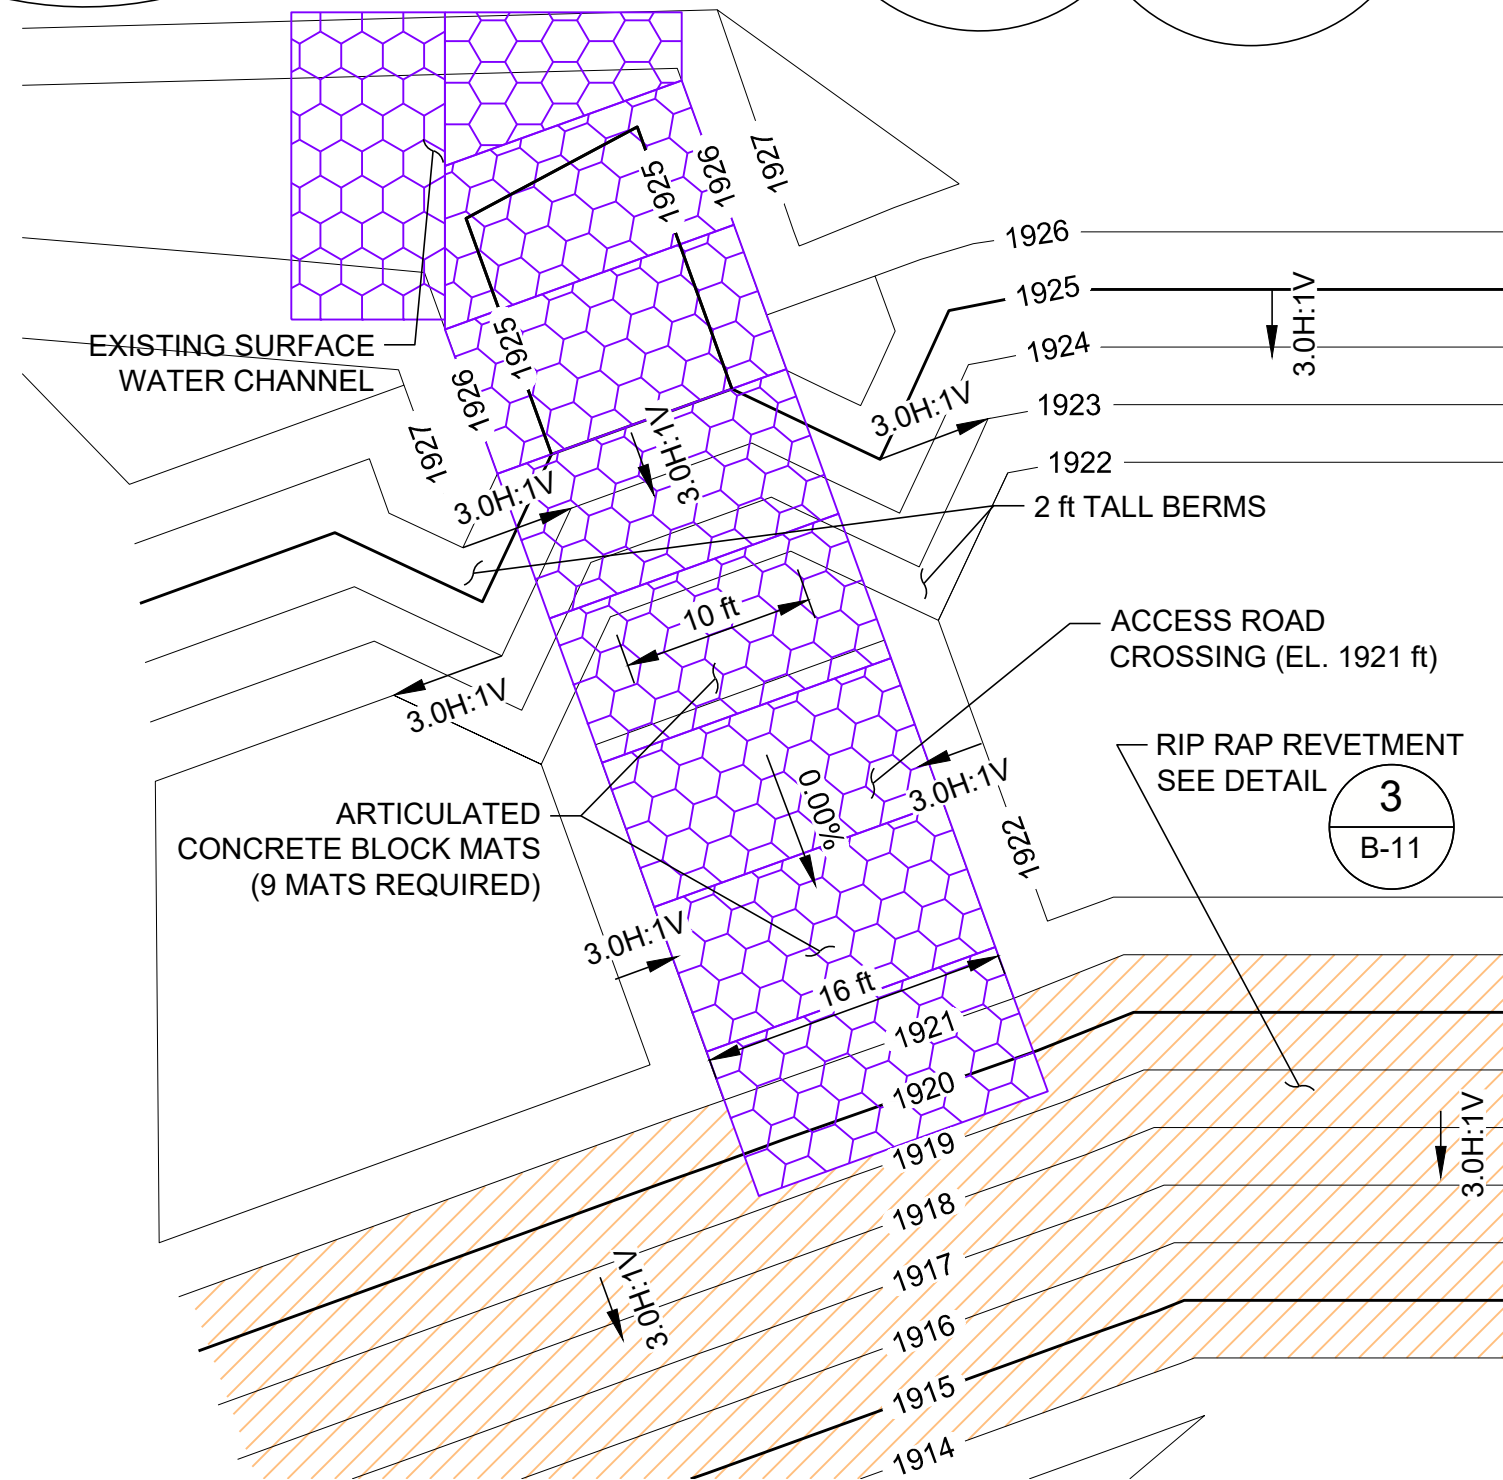 1927
1926
1925
1926
1925
1924
1923
1922
3.0H:1V
EXISTING SURFACE
WATER CHANNEL
1925
1926
1927
3.0H:1V
3.0H:1V
3.0H:1V
2 ft TALL BERMS
10 ft
ACCESS ROAD
CROSSING (EL. 1921 ft)
3.0H:1V
RIP RAP REVETMENT
SEE DETAIL
3
B-11
0.00%
3.0H:1V
1922
ARTICULATED
CONCRETE BLOCK MATS
(9 MATS REQUIRED)
3.0H:1V
16 ft
1921
1920
1919
1918
1917
1916
1915
1914
3.0H:1V
3.0H:1V